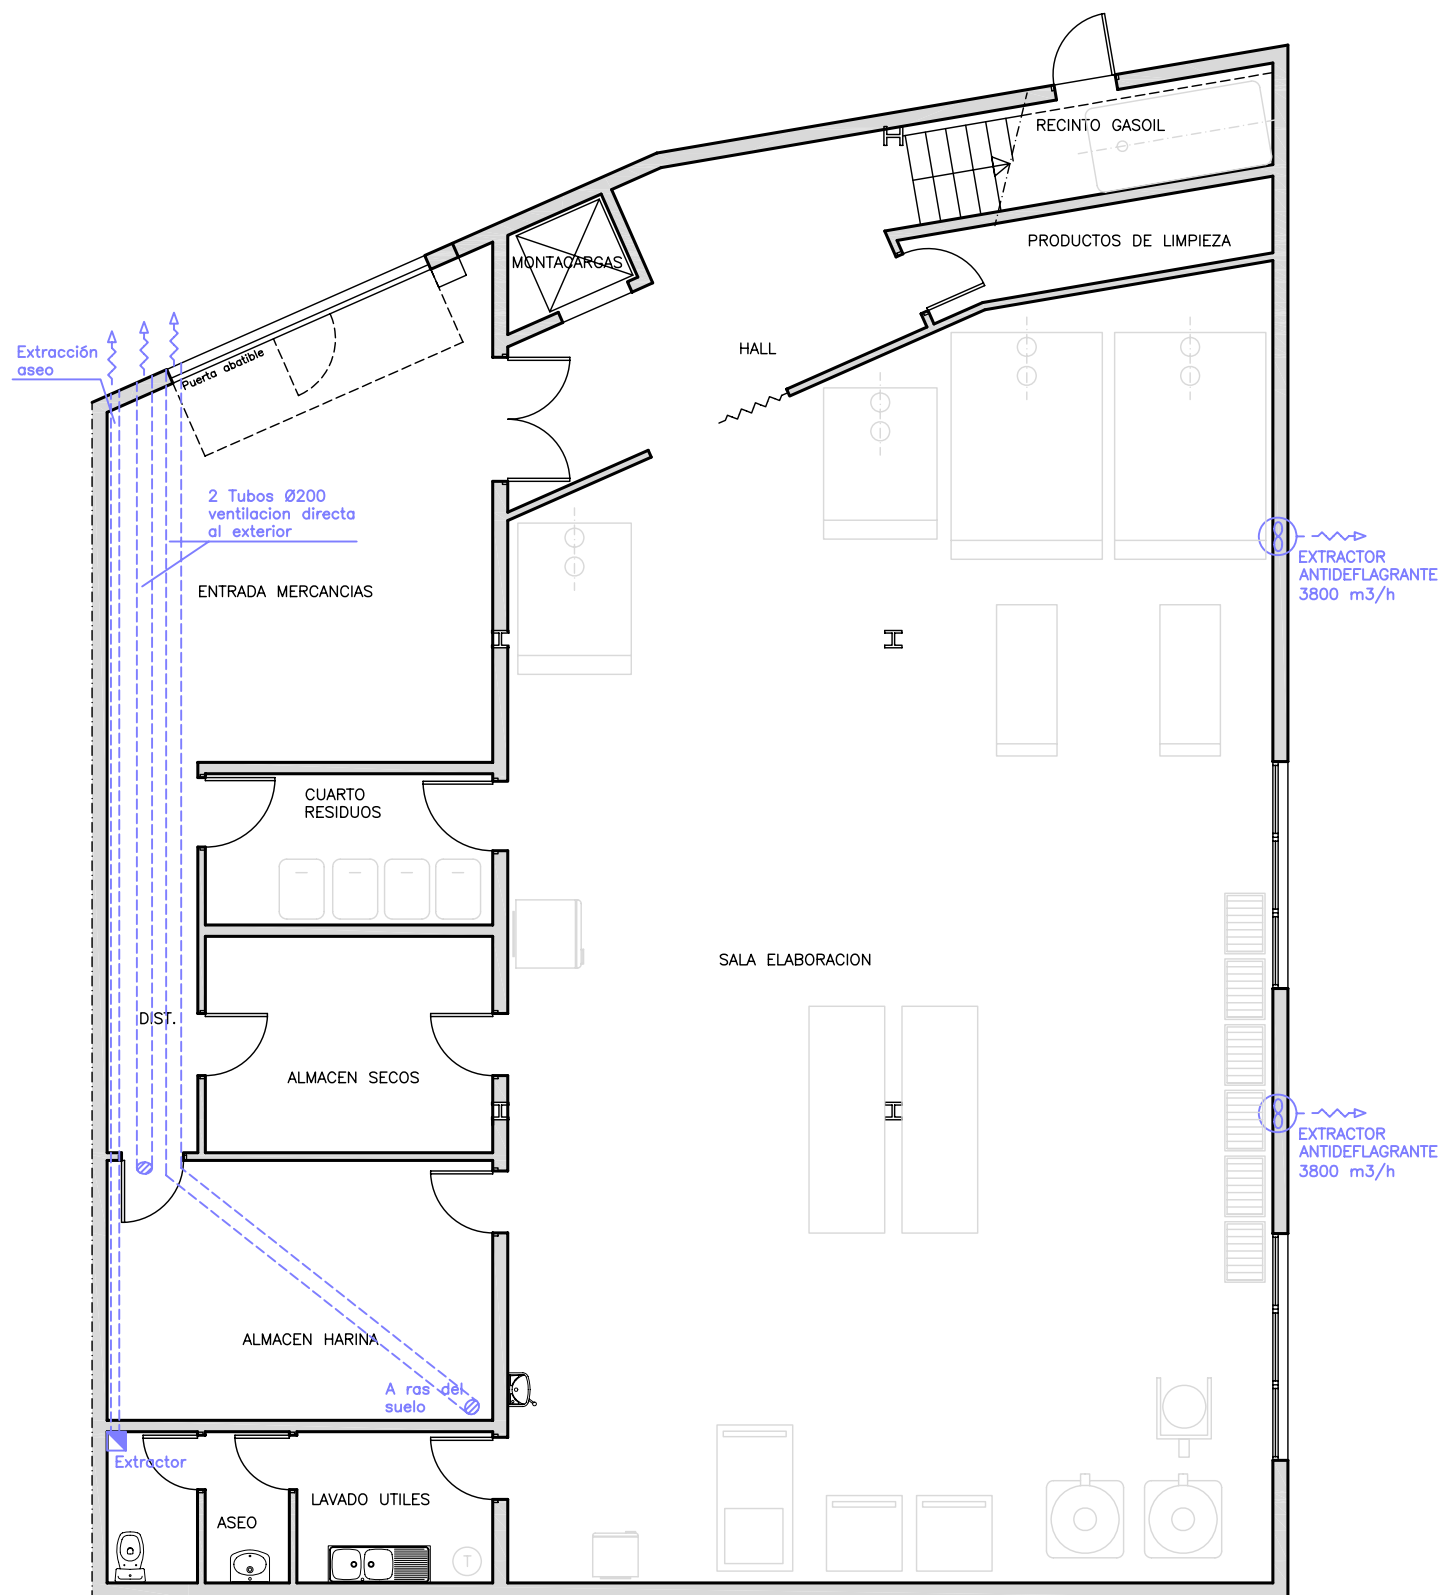 RECINTO GASOIL
PRODUCTOS DE LIMPIEZA
MONTACARGAS
HALL
Extracción
aseo
Puerta abatible
2 Tubos Ø200
ventilacion directa
al exterior
EXTRACTOR
ANTIDEFLAGRANTE
3800 m3/h
ENTRADA MERCANCIAS
CUARTO
RESIDUOS
SALA ELABORACION
DIST.
ALMACEN SECOS
EXTRACTOR
ANTIDEFLAGRANTE
3800 m3/h
ALMACEN HARINA
A ras del
suelo
Extractor
LAVADO UTILES
ASEO
T